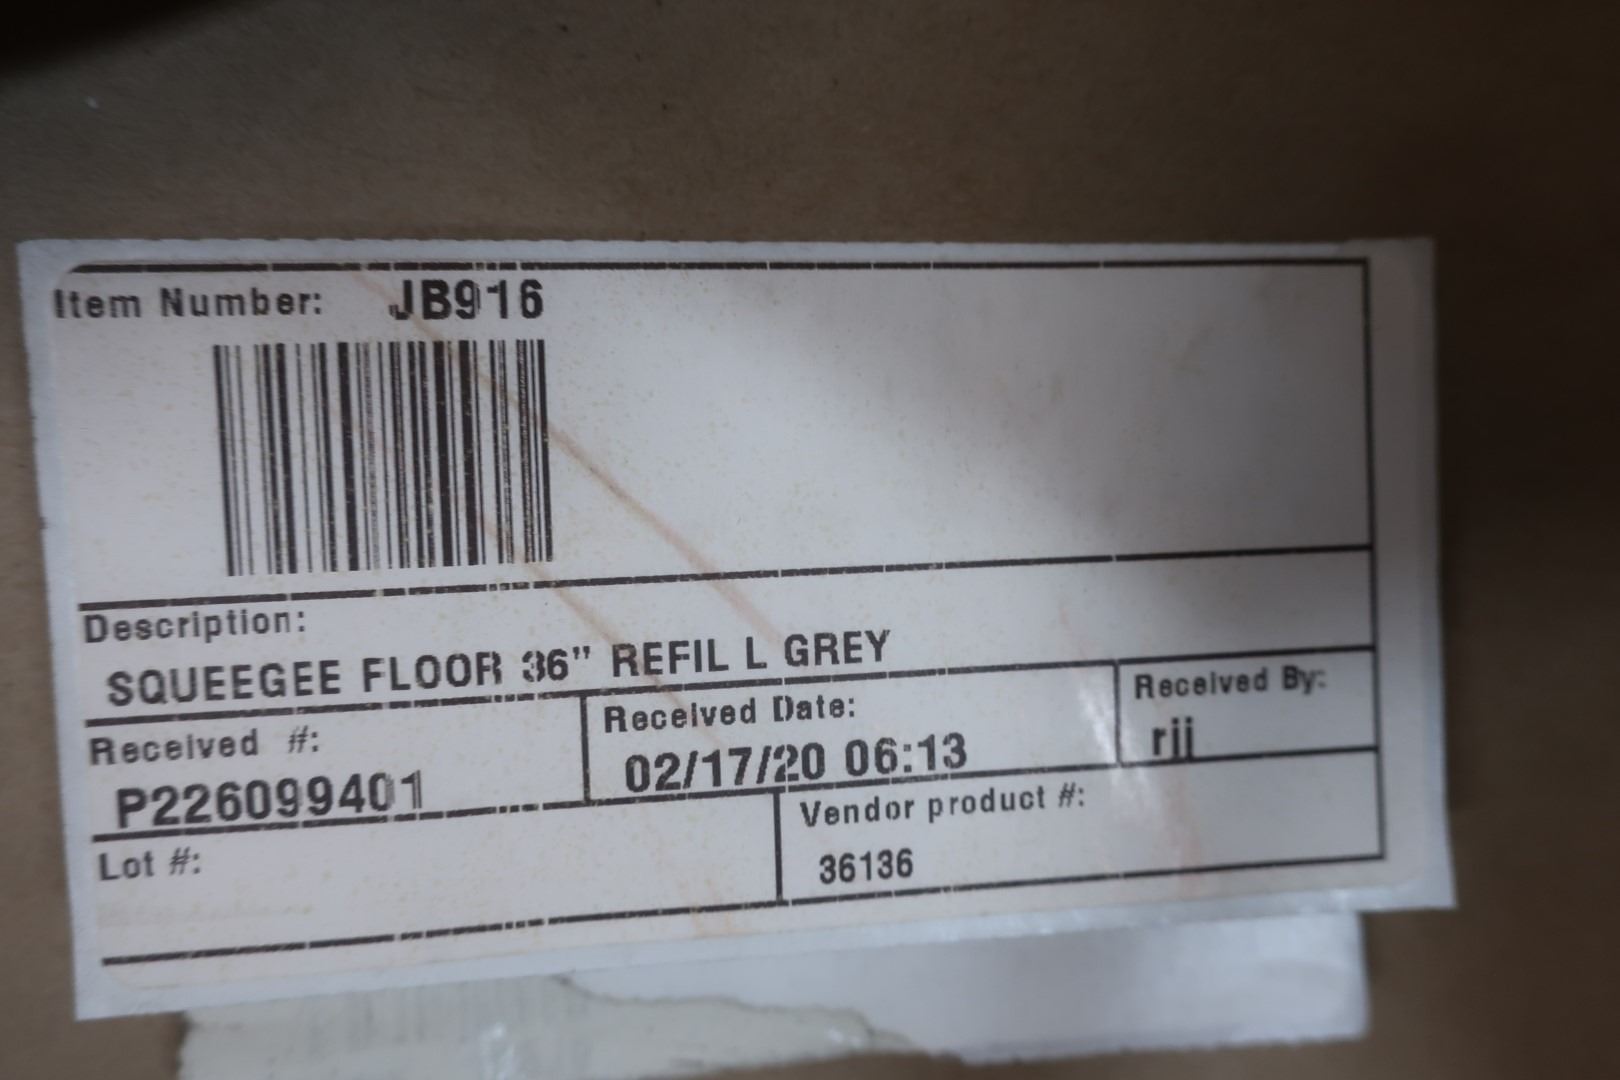 Item Number: JB916
Description:
SQUEEGEE FLOOR 36" REFIL L GREY
Received #:
P226099401
Received Date:
02/17/20 06:13
Received By:
rjj
Lot #:
Vendor product #:
36136